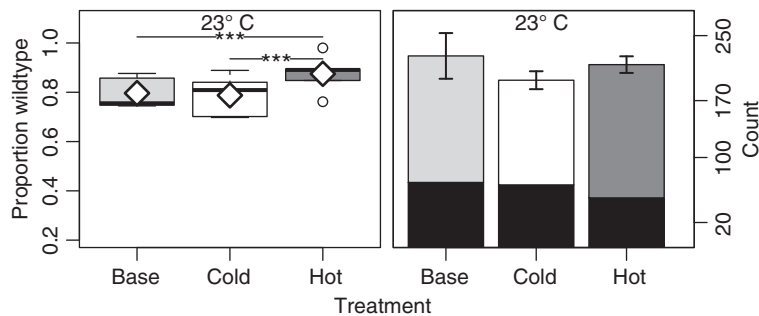 23° C
***
***
Proportion wildtype
1.0
0.8
0.6
0.4
0.2
Base Cold Hot
23° C
250
170
100
20
Count
Base Cold Hot
Treatment